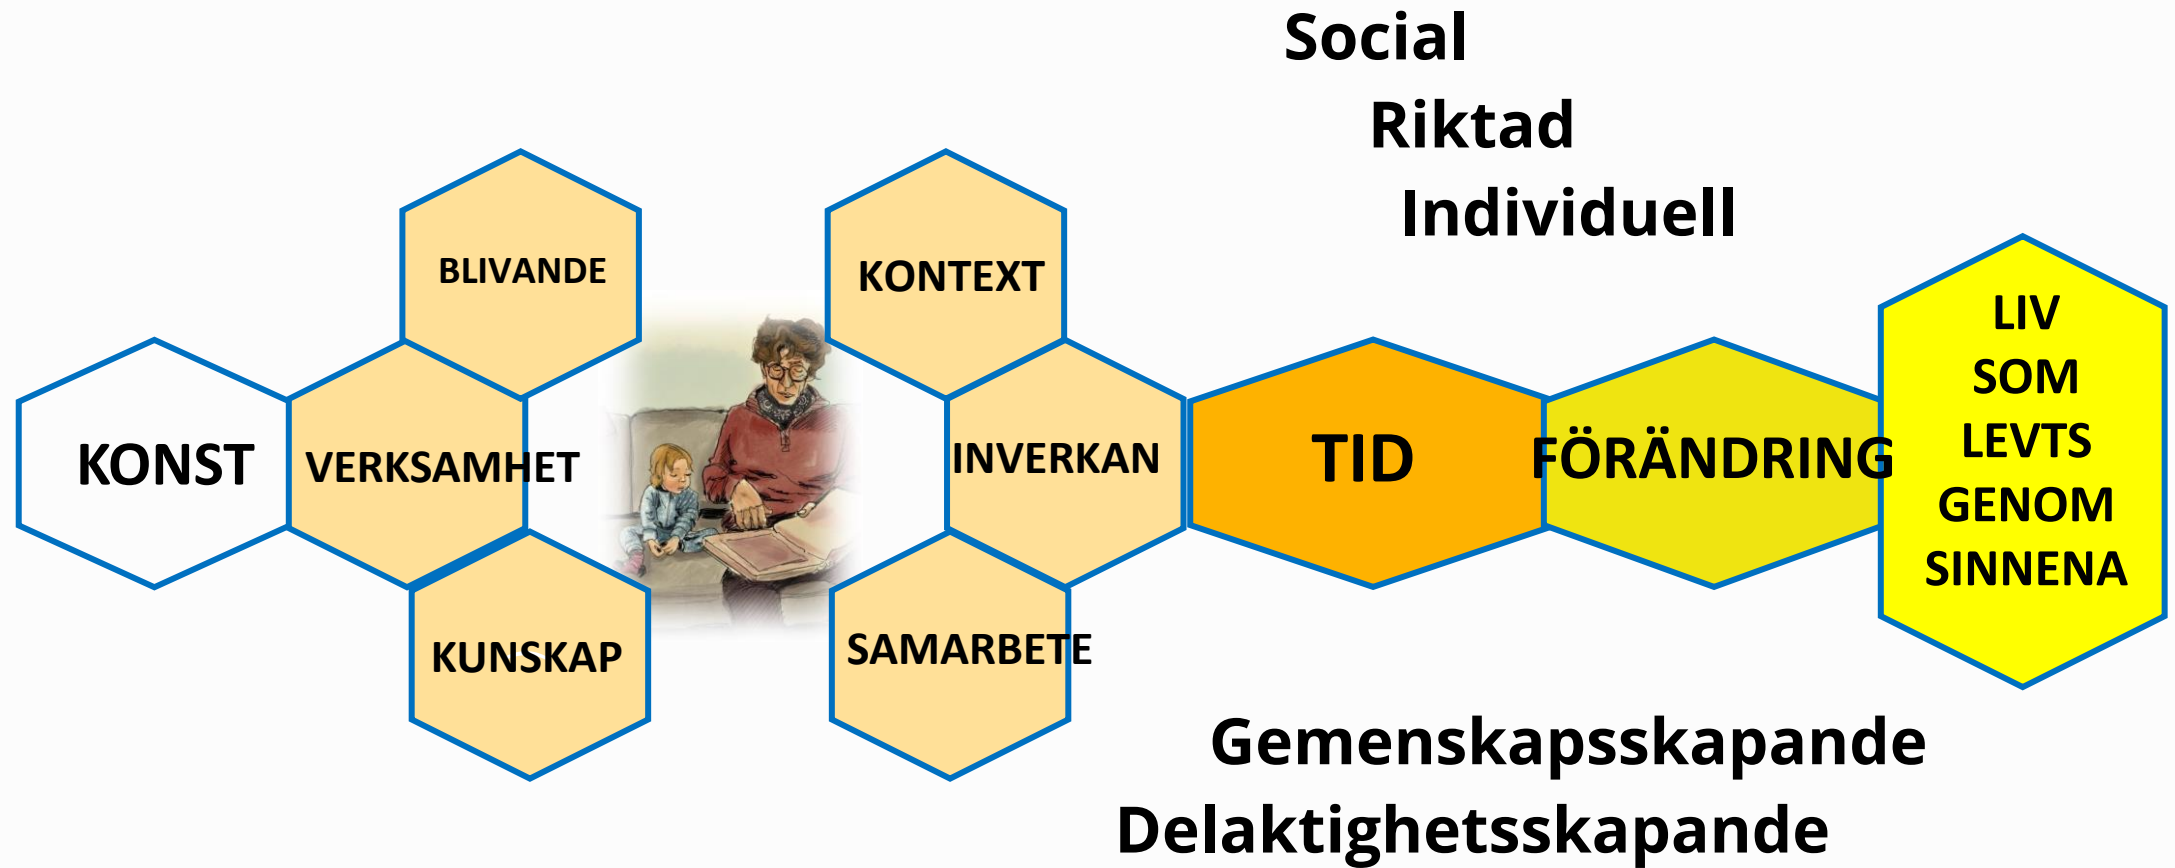 Social
Riktad
Individuell
BLIVANDE
KONTEXT
KONST
VERKSAMHET
INVERKAN
TID
FÖRÄNDRING
LIV
SOM
LEVTS
GENOM
SINNENA
KUNSKAP
SAMARBETE
Gemenskapsskapande
Delaktighetsskapande